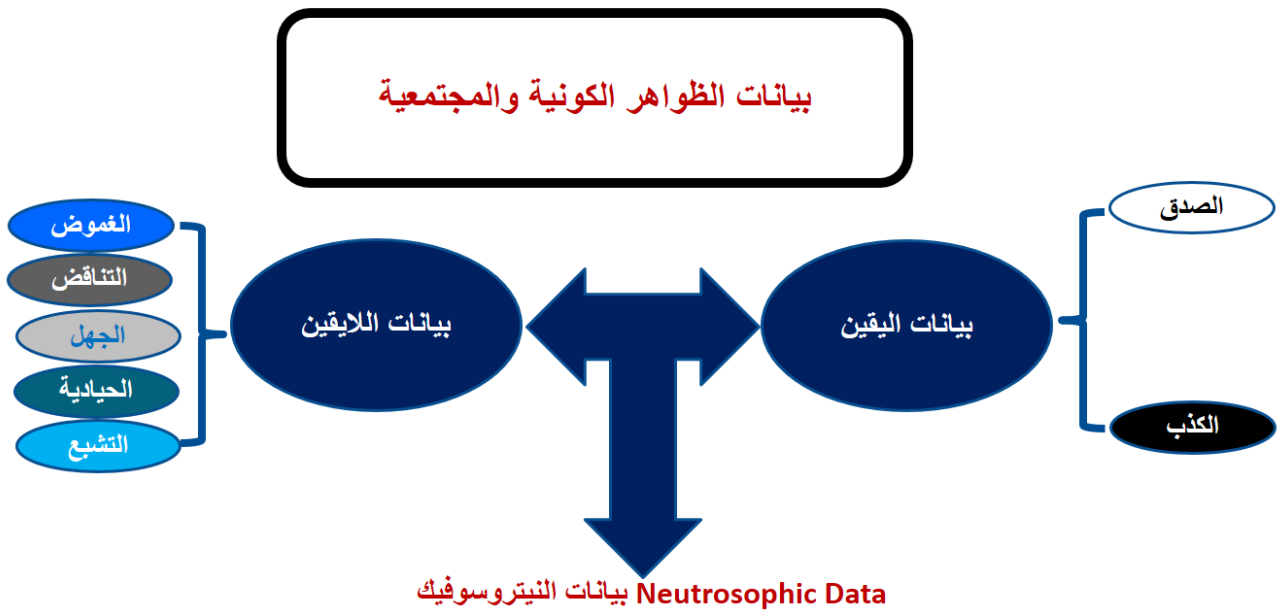 بيانات الظواهر الكونية والمجتمعية
الصدق
الكذب
بيانات اليقين
بيانات اللايقين
الغموض
التناقض
الجهل
الحيادية
التشبع
Neutrosophic Data بيانات النيتروسوفيك